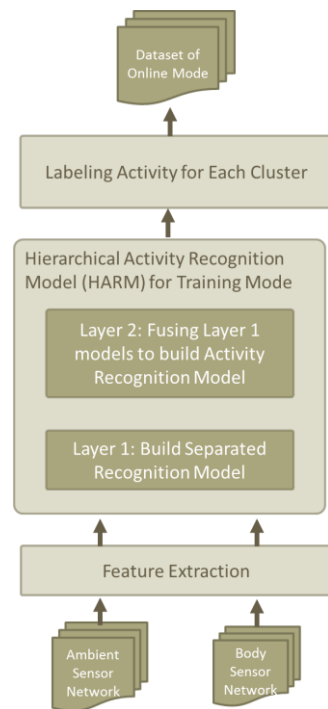 Dataset of
Online Mode
Labeling Activity for Each Cluster
Hierarchical Activity Recognition
Model (HARM) for Training Mode
Layer 2: Fusing Layer 1
models to build Activity
Recognition Model
Layer 1: Build Separated
Recognition Model
Feature Extraction
Ambient
Sensor
Network
Body
Sensor
Network